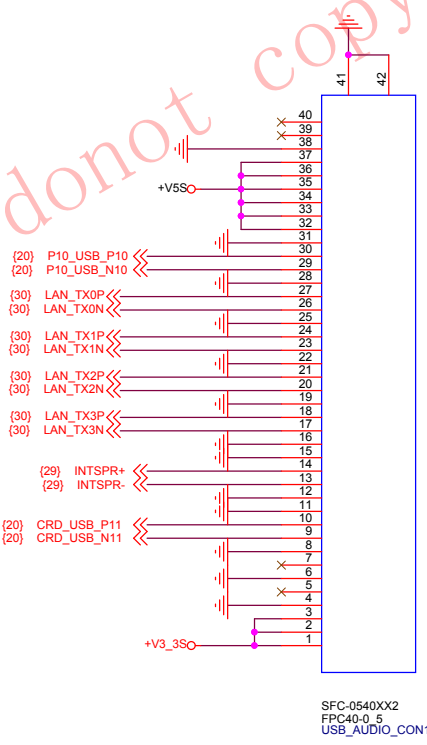 donot copy
41
42
40
39
38
37
36
+V5S 35
34
33
32
31
{20} P10_USB_P10 30
{20} P10_USB_N10 29
28
{30} LAN_TX0P 27
{30} LAN_TX0N 26
25
{30} LAN_TX1P 24
{30} LAN_TX1N 23
22
{30} LAN_TX2P 21
{30} LAN_TX2N 20
19
{30} LAN_TX3P 18
{30} LAN_TX3N 17
16
15
{29} INTSPR+ 14
{29} INTSPR- 13
12
11
{20} CRD_USB_P11 10
{20} CRD_USB_N11 9
8
7
6
5
4
3
2
+V3_3S 1
SFC-0540XX2
FPC40-0_5
USB_AUDIO_CON1